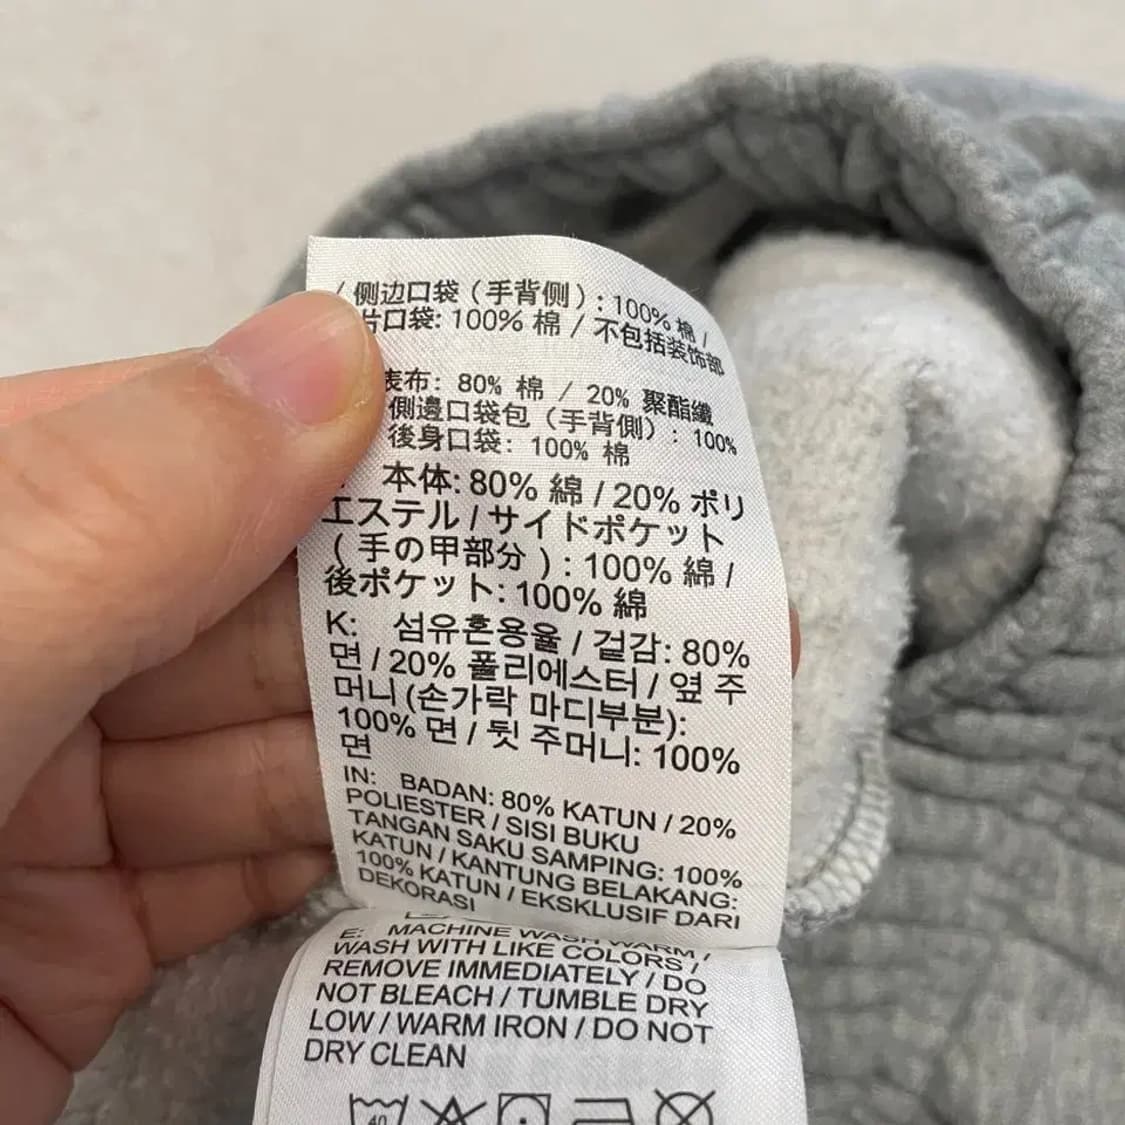 / 侧边口袋（手背侧）: 100% 棉 /
片口袋: 100% 棉 / 不包括装饰部
表布: 80% 棉 / 20% 聚酯纖
側邊口袋包（手背側）: 100%
後身口袋: 100% 棉
本体: 80% 綿 / 20% ポリ
エステル / サイドポケット
( 手の甲部分 ) : 100% 綿 /
後ポケット: 100% 綿
K: 섬유혼용율 / 겉감: 80%
면 / 20% 폴리에스터 / 옆 주
머니 (손가락 마디부분):
100% 면 / 뒷 주머니: 100%
면
IN: BADAN: 80% KATUN / 20%
POLIESTER / SISI BUKU
TANGAN SAKU SAMPING: 100%
KATUN / KANTUNG BELAKANG:
100% KATUN / EKSKLUSIF DARI
DEKORASI
E: MACHINE WASH WARM /
WASH WITH LIKE COLORS /
REMOVE IMMEDIATELY / DO
NOT BLEACH / TUMBLE DRY
LOW / WARM IRON / DO NOT
DRY CLEAN
40